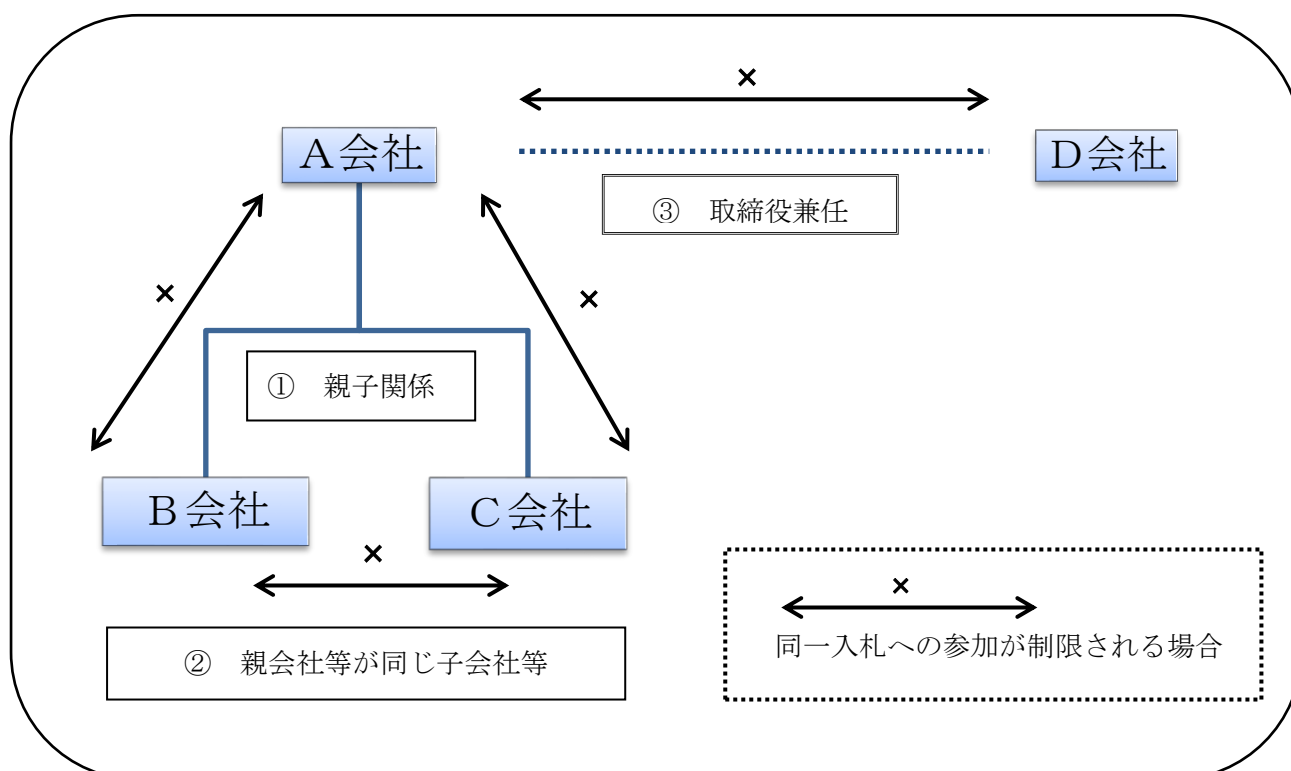 ×
Ａ会社
Ｄ会社
③　取締役兼任
×
×
①　親子関係
Ｂ会社
Ｃ会社
×
②　親会社等が同じ子会社等
×
同一入札への参加が制限される場合